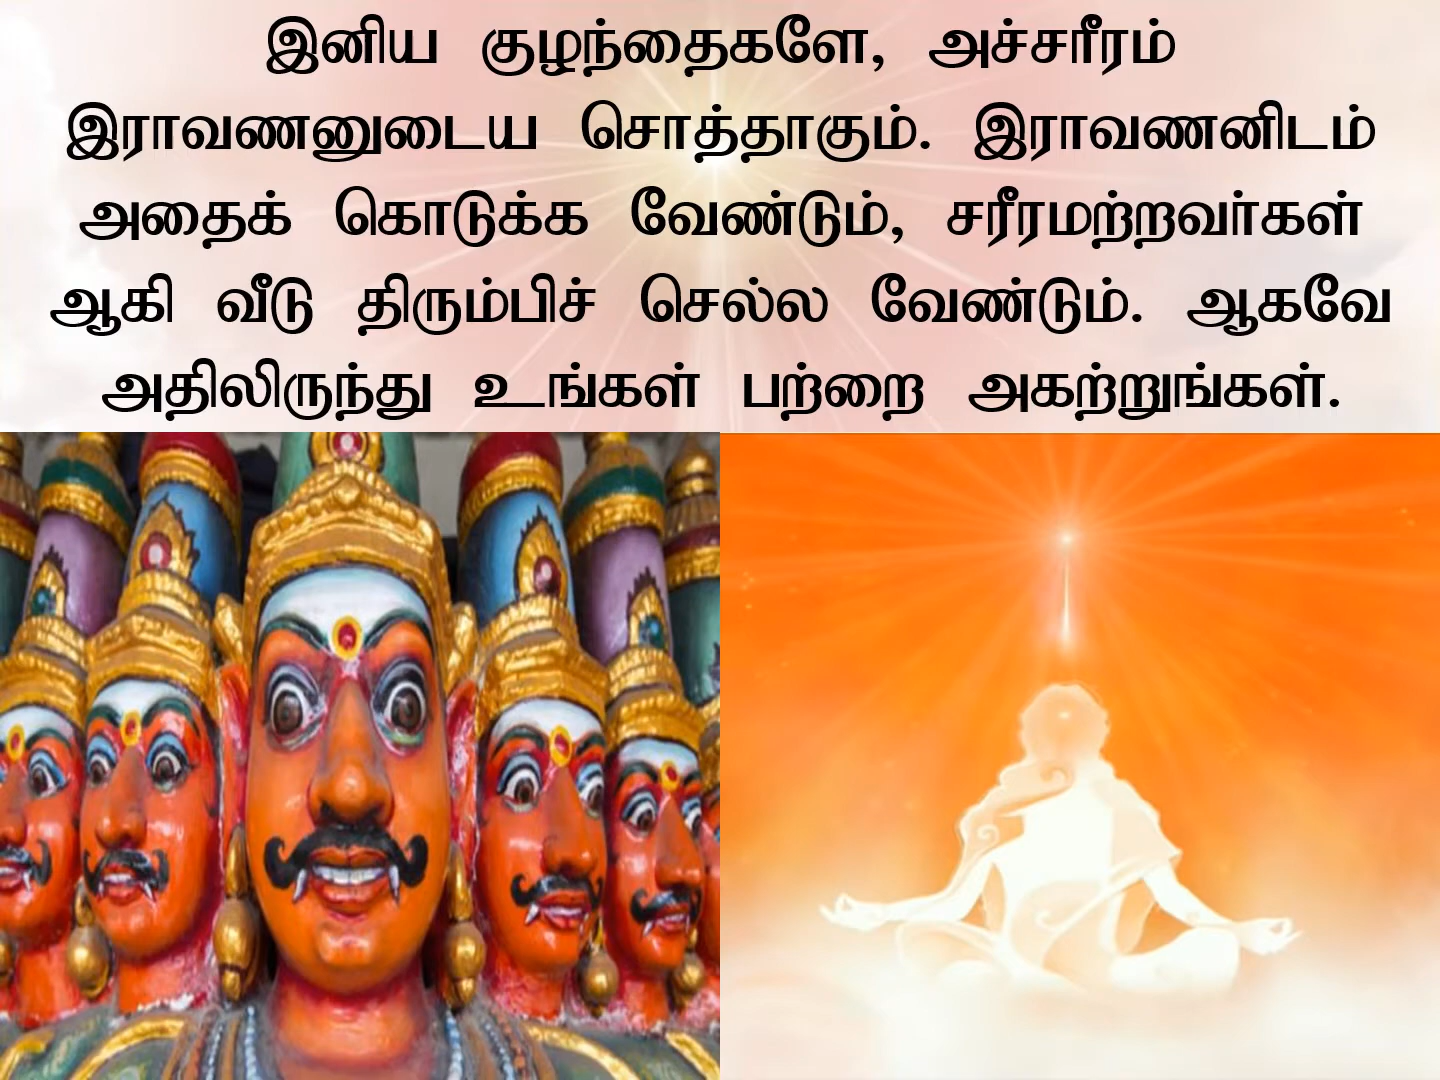 இனிய குழந்தைகளே, அச்சரீரம்
இராவணனுடைய சொத்தாகும். இராவணனிடம்
அதைக் கொடுக்க வேண்டும், சரீரமற்றவர்கள்
ஆகி வீடு திரும்பிச் செல்ல வேண்டும். ஆகவே
அதிலிருந்து உங்கள் பற்றை அகற்றுங்கள்.